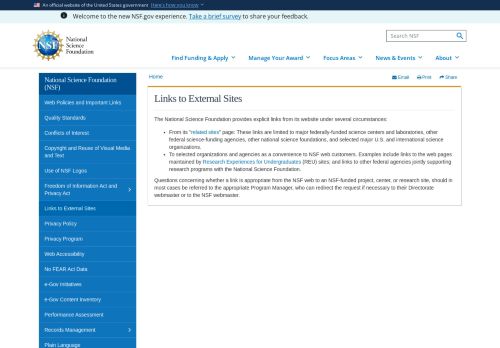 An official website of the United States government Here's how you know
Welcome to the new NSF.gov experience. Take a brief survey to share your feedback.
NSF
National
Science
Foundation
Search NSF
Find Funding & Apply
Manage Your Award
Focus Areas
News & Events
About
National Science Foundation
(NSF)
Web Policies and Important Links
Quality Standards
Conflicts of Interest
Copyright and Reuse of Visual Media
and Text
Use of NSF Logos
Freedom of Information Act and
Privacy Act
Links to External Sites
Privacy Policy
Privacy Program
Web Accessibility
No FEAR Act Data
e-Gov Initiatives
e-Gov Content Inventory
Performance Assessment
Records Management
Plain Language
Home
Email
Print
Share
Links to External Sites
The National Science Foundation provides explicit links from its website under several circumstances:
From its "related sites" page: These links are limited to major federally-funded science centers and laboratories, other
federal science-funding agencies, other national science foundations, and selected major U.S. and international science
organizations.
To selected organizations and agencies as a convenience to NSF web customers. Examples include links to the web pages
maintained by Research Experiences for Undergraduates (REU) sites; and links to other federal agencies jointly supporting
research programs with the National Science Foundation.
Questions concerning whether a link is appropriate from the NSF web to an NSF-funded project, center, or research site, should in
most cases be referred to the appropriate Program Manager, who can redirect the request if necessary to their Directorate
webmaster or to the NSF webmaster.